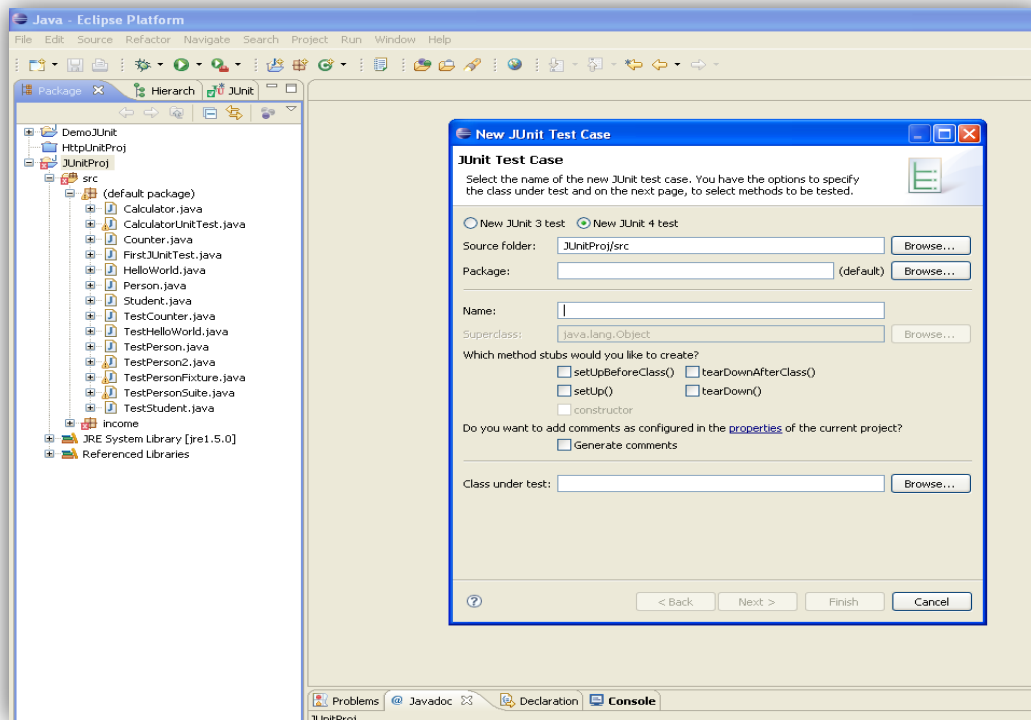 Java - Eclipse Platform
File Edit Source Refactor Navigate Search Project Run Window Help
Package Hierarch JUnit
DemoJUnit
HttpUnitProj
JUnitProj
src
(default package)
Calculator.java
CalculatorUnitTest.java
Counter.java
FirstJUnitTest.java
HelloWorld.java
Person.java
Student.java
TestCounter.java
TestHelloWorld.java
TestPerson.java
TestPerson2.java
TestPersonFixture.java
TestPersonSuite.java
TestStudent.java
income
JRE System Library [jre1.5.0]
Referenced Libraries
New JUnit Test Case
JUnit Test Case
Select the name of the new JUnit test case. You have the options to specify
the class under test and on the next page, to select methods to be tested.
New JUnit 3 test New JUnit 4 test
Source folder: JUnitProj/src Browse...
Package: (default) Browse...
Name:
Superclass: java.lang.Object Browse...
Which method stubs would you like to create?
setUpBeforeClass() tearDownAfterClass()
setUp() tearDown()
constructor
Do you want to add comments as configured in the properties of the current project?
Generate comments
Class under test: Browse...
< Back Next > Finish Cancel
Problems @ Javadoc Declaration Console
JUnitProj